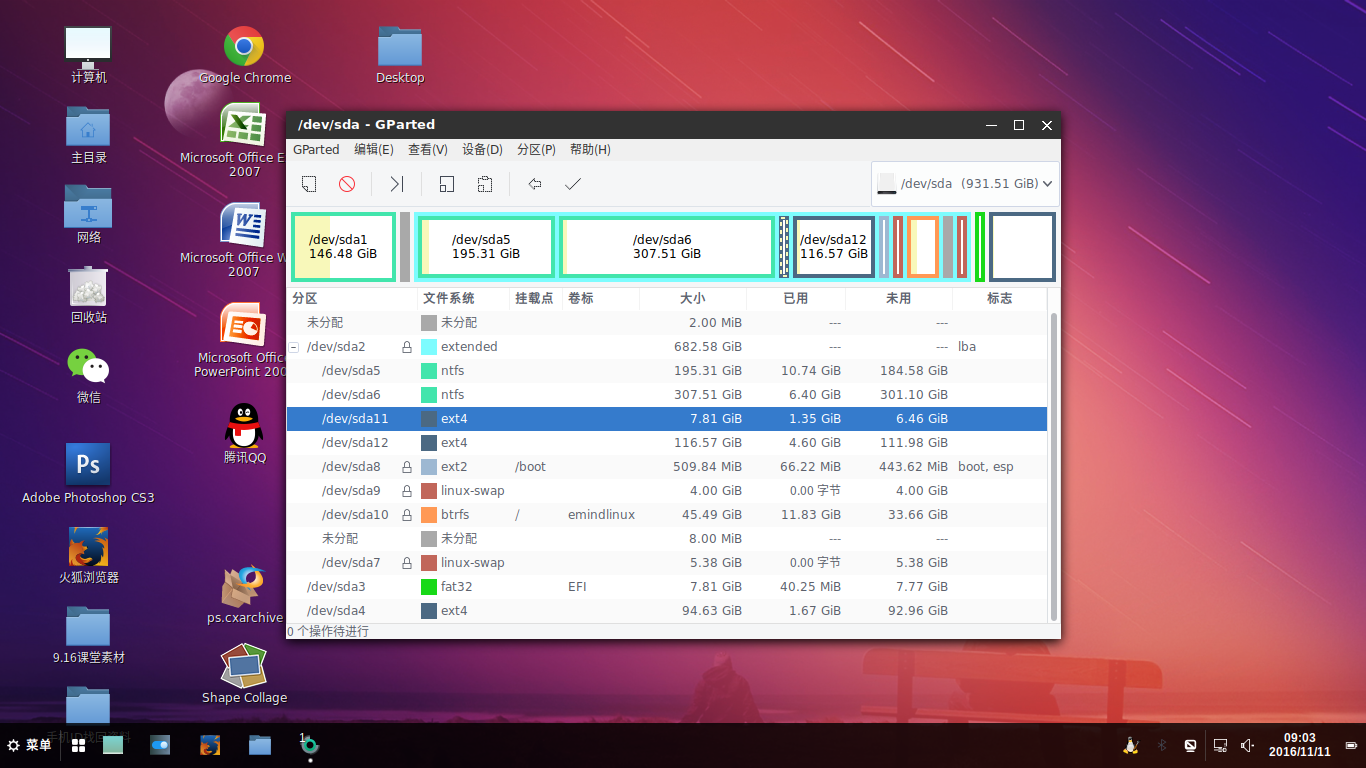 计算机
Google Chrome
Desktop
主目录
Microsoft Office E
2007
网络
Microsoft Office W
2007
回收站
Microsoft Offic
PowerPoint 200
微信
腾讯QQ
Ps
Adobe Photoshop CS3
火狐浏览器
ps.cxarchive
9.16课堂素材
Shape Collage
/dev/sda - GParted
GParted 编辑(E) 查看(V) 设备(D) 分区(P) 帮助(H)
/dev/sda (931.51 GiB)
/dev/sda1
146.48 GiB
/dev/sda5
195.31 GiB
/dev/sda6
307.51 GiB
/dev/sda12
116.57 GiB
分区 文件系统 挂载点 卷标 大小 已用 未用 标志
未分配 未分配 2.00 MiB --- ---
/dev/sda2 extended 682.58 GiB --- --- lba
/dev/sda5 ntfs 195.31 GiB 10.74 GiB 184.58 GiB
/dev/sda6 ntfs 307.51 GiB 6.40 GiB 301.10 GiB
/dev/sda11 ext4 7.81 GiB 1.35 GiB 6.46 GiB
/dev/sda12 ext4 116.57 GiB 4.60 GiB 111.98 GiB
/dev/sda8 ext2 /boot 509.84 MiB 66.22 MiB 443.62 MiB boot, esp
/dev/sda9 linux-swap 4.00 GiB 0.00 字节 4.00 GiB
/dev/sda10 btrfs / emindlinux 45.49 GiB 11.83 GiB 33.66 GiB
未分配 未分配 8.00 MiB --- ---
/dev/sda7 linux-swap 5.38 GiB 0.00 字节 5.38 GiB
/dev/sda3 fat32 EFI 7.81 GiB 40.25 MiB 7.77 GiB
/dev/sda4 ext4 94.63 GiB 1.67 GiB 92.96 GiB
0 个操作待进行
菜单
1
09:03
2016/11/11